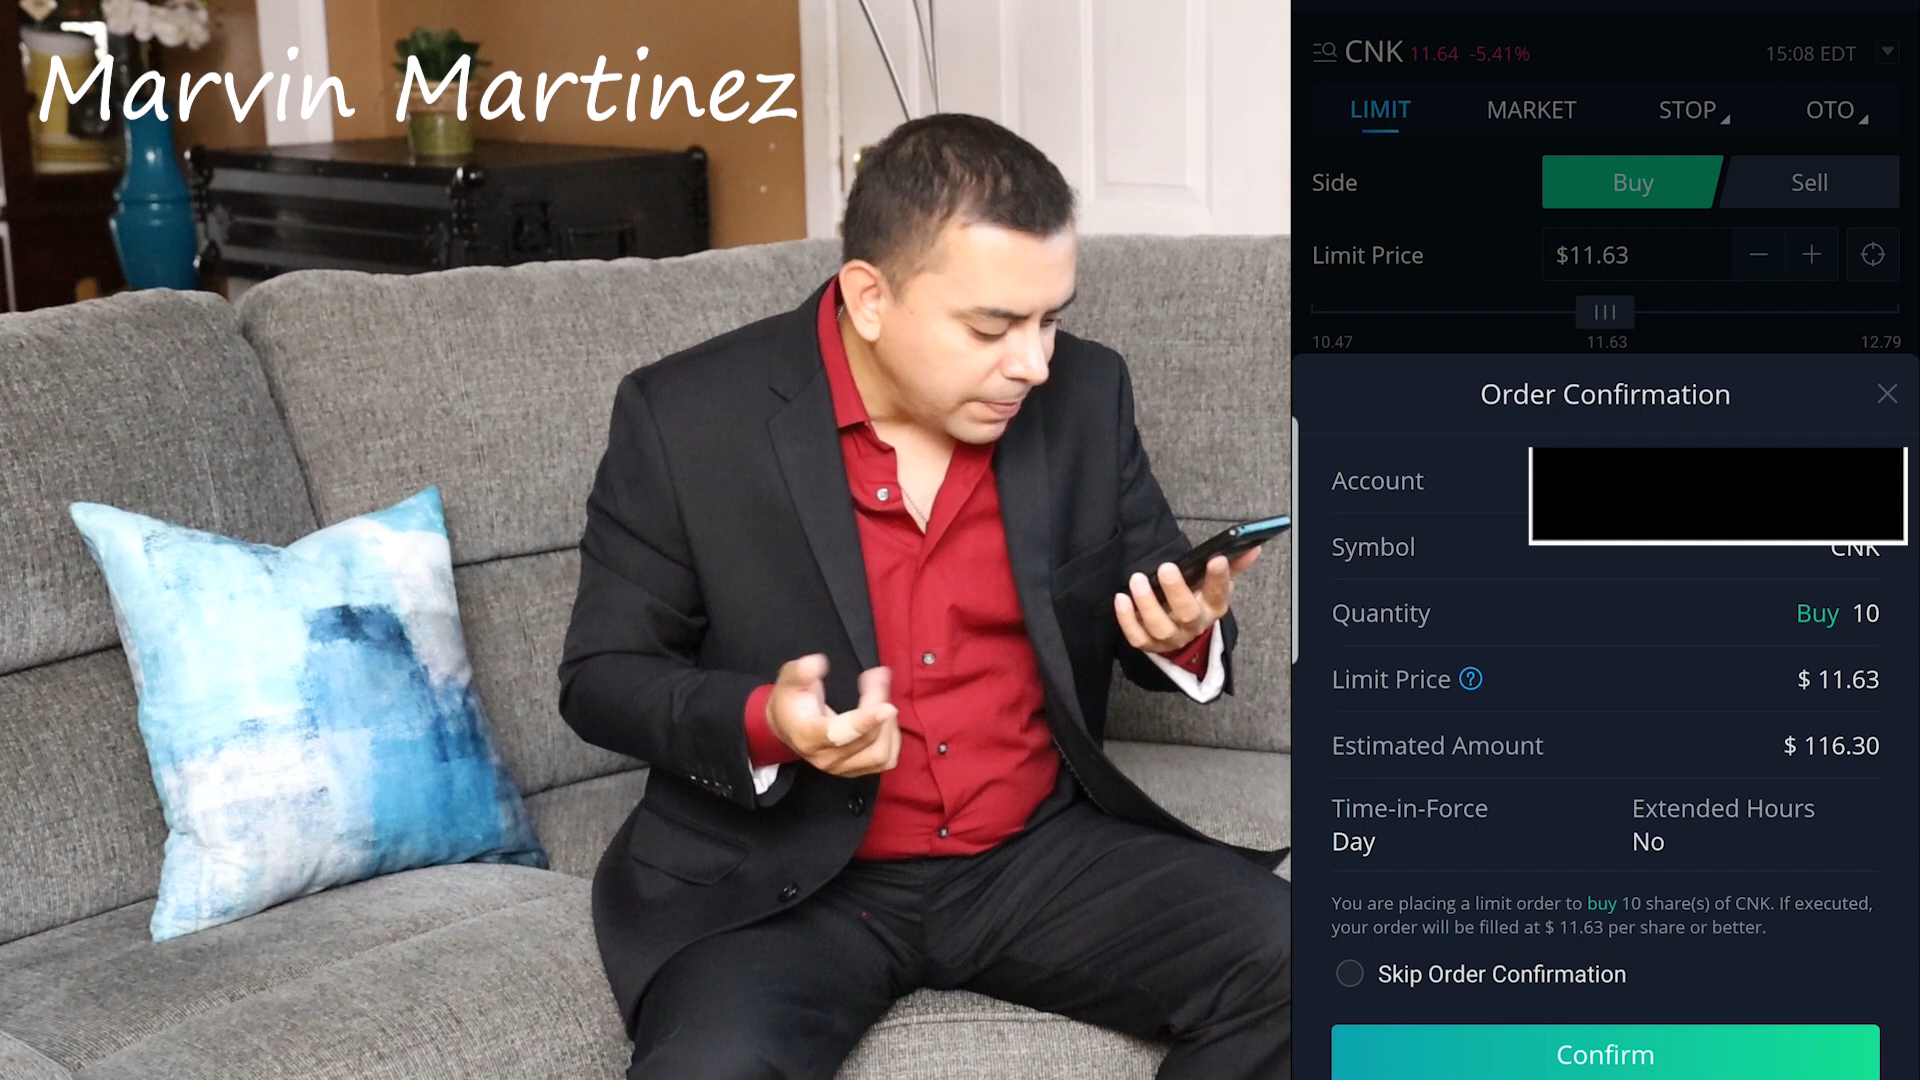 Marvin Martinez
CNK 11.64 -5.41% 15:08 EDT
LIMIT MARKET STOP OTO
Side Buy Sell
Limit Price $11.63 − +
10.47 11.63 12.79
Order Confirmation
Account
Symbol CNK
Quantity Buy 10
Limit Price ? $ 11.63
Estimated Amount $ 116.30
Time-in-Force Extended Hours
Day No
You are placing a limit order to buy 10 share(s) of CNK. If executed,
your order will be filled at $ 11.63 per share or better.
Skip Order Confirmation
Confirm